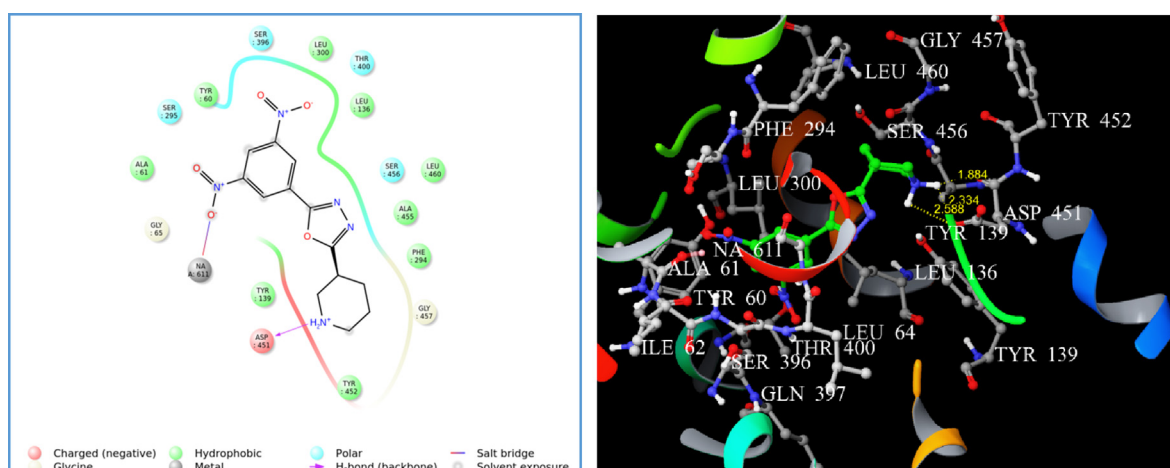 SER
: 396
LEU
: 300
THR
: 400
TYR
: 60
LEU
: 136
SER
: 295
O
N⁺
O⁻
ALA
: 61
O
N⁺
O⁻
SER
: 456
LEU
: 460
N
N
O
ALA
: 455
GLY
: 65
PHE
: 294
NA
A: 611
TYR
: 139
GLY
: 457
H₂N⁺
ASP
: 451
TYR
: 452
Charged (negative)
Hydrophobic
Polar
Salt bridge
Glycine
Metal
H-bond (backbone)
Solvent exposure
GLY 457
LEU 460
TYR 452
PHE 294
SER 456
LEU 300
1.884
2.334
2.588
ASP 451
TYR 139
NA 611
ALA 61
LEU 136
TYR 60
LEU 64
ILE 62
SER 396
THR 400
TYR 139
GLN 397